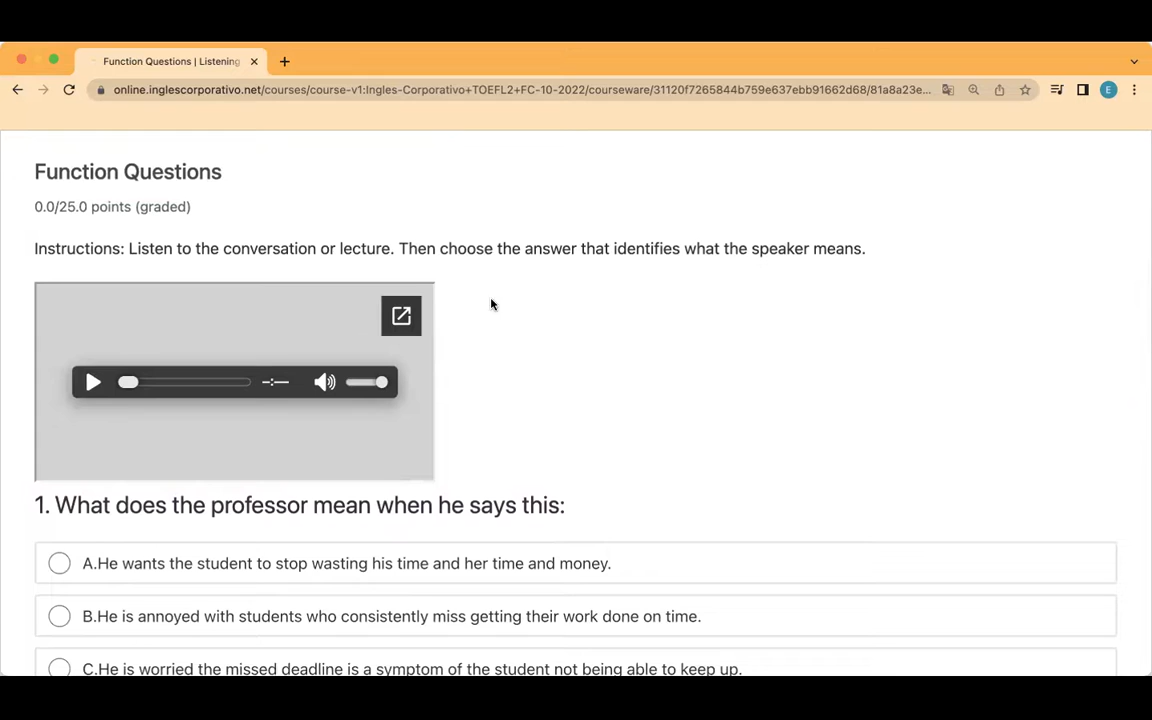 Function Questions | Listening
online.inglescorporativo.net/courses/course-v1:Ingles-Corporativo+TOEFL2+FC-10-2022/courseware/31120f7265844b759e637ebb91662d68/81a8a23e...
E
Function Questions
0.0/25.0 points (graded)
Instructions: Listen to the conversation or lecture. Then choose the answer that identifies what the speaker means.
-:--
1. What does the professor mean when he says this:
A.He wants the student to stop wasting his time and her time and money.
B.He is annoyed with students who consistently miss getting their work done on time.
C.He is worried the missed deadline is a symptom of the student not being able to keep up.